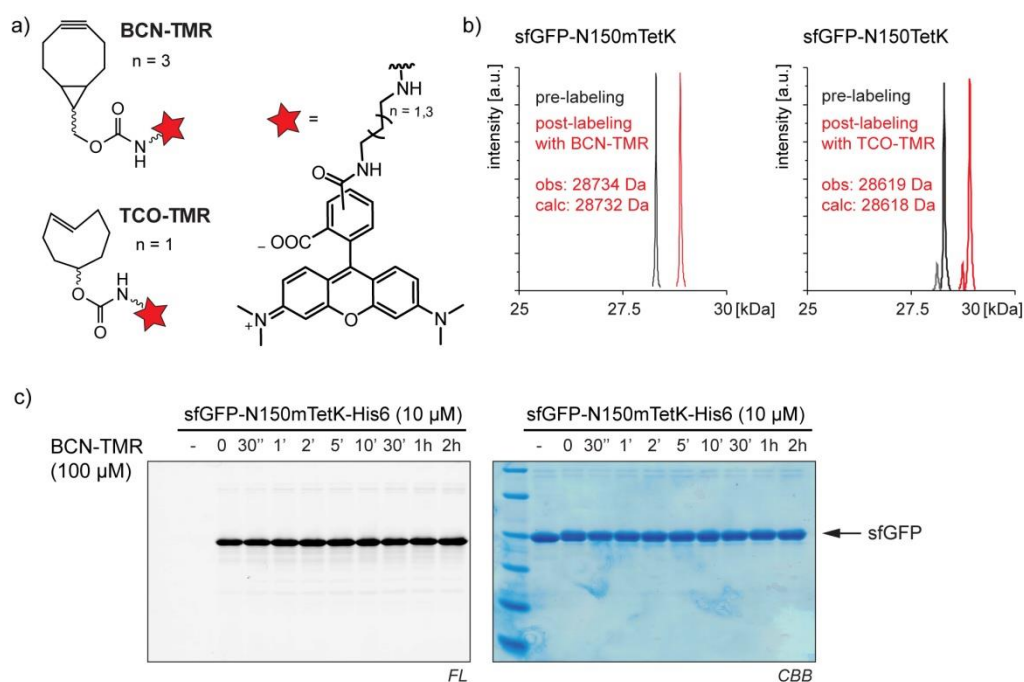 a)
BCN-TMR
n = 3
O
O
N
H
TCO-TMR
n = 1
O
O
H
N
=
NH
n = 1,3
NH
O
−OOC
N
+
O
N
b)
sfGFP-N150mTetK
intensity [a.u.]
pre-labeling
post-labeling
with BCN-TMR
obs: 28734 Da
calc: 28732 Da
25
27.5
30 [kDa]
sfGFP-N150TetK
intensity [a.u.]
pre-labeling
post-labeling
with TCO-TMR
obs: 28619 Da
calc: 28618 Da
25
27.5
30 [kDa]
c)
sfGFP-N150mTetK-His6 (10 µM)
BCN-TMR
(100 µM)
- 0 30'' 1' 2' 5' 10' 30' 1h 2h
FL
sfGFP-N150mTetK-His6 (10 µM)
- 0 30'' 1' 2' 5' 10' 30' 1h 2h
sfGFP
CBB